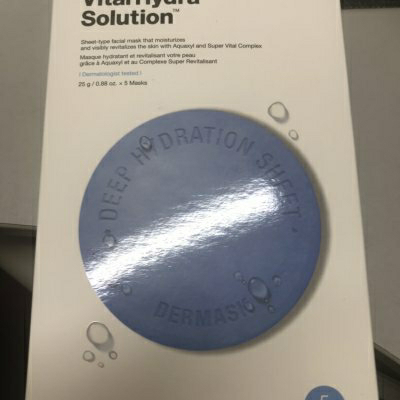 VitalHydra
Solution™
Sheet-type facial mask that moisturizes
and visibly revitalizes the skin with Aquaxyl and Super Vital Complex
Masque hydratant et revitalisant votre peau
grâce à Aquaxyl et au Complexe Super Revitalisant
( Dermatologist tested )
25 g / 0.88 oz. × 5 Masks
DEEP HYDRATION SHEET
DERMASK
5